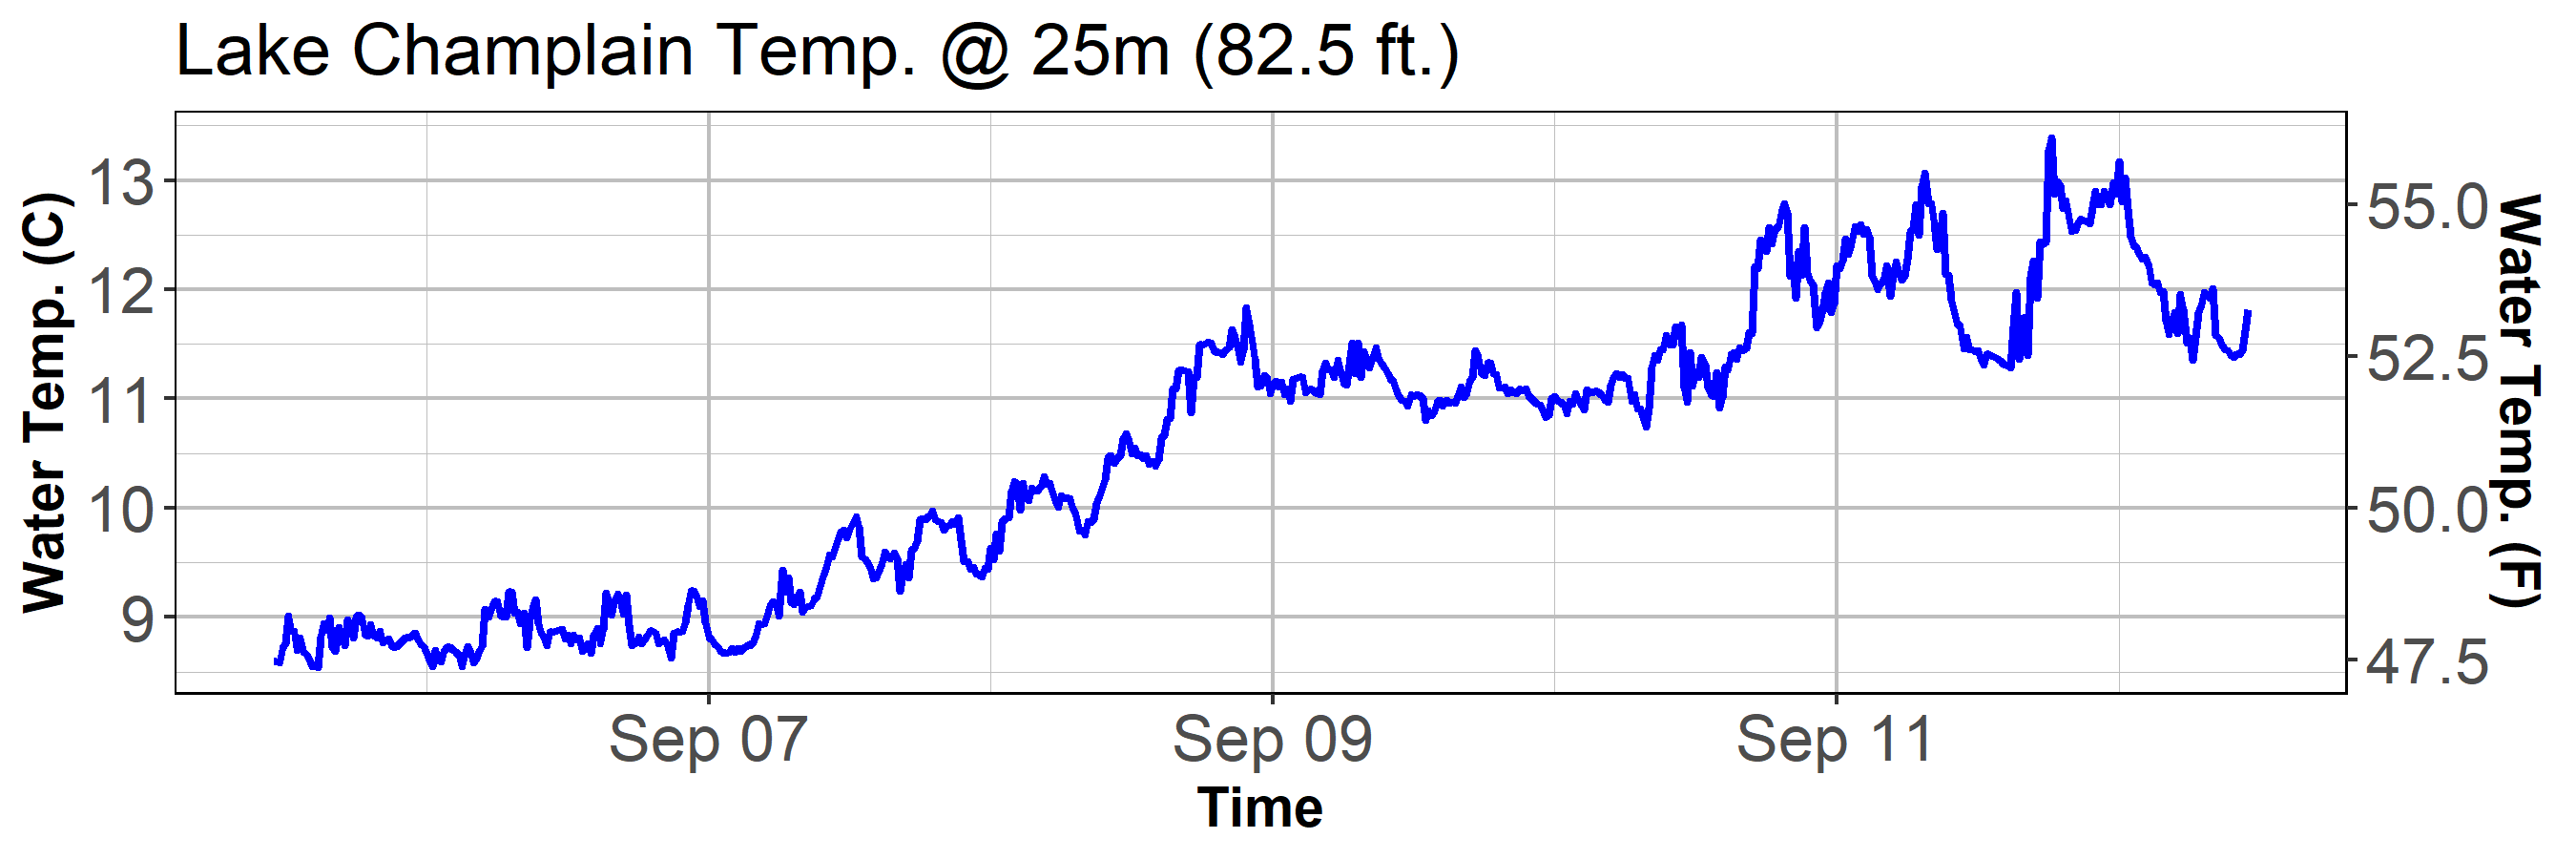 Lake Champlain Temp. @ 25m (82.5 ft.)
Water Temp. (C)
13
12
11
10
9
55.0
52.5
50.0
47.5
Water Temp. (F)
Sep 07
Sep 09
Sep 11
Time